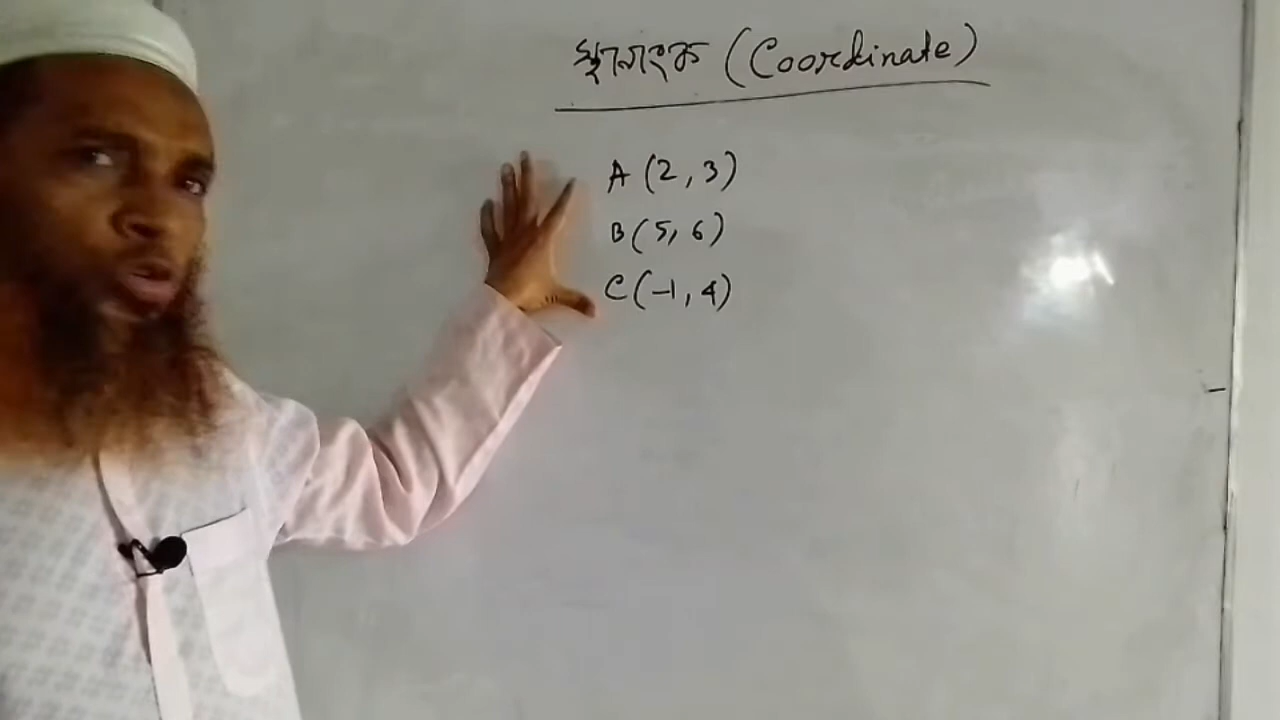 স্থানাংক (Coordinate)
A (2, 3)
B (5, 6)
C (-1, 4)